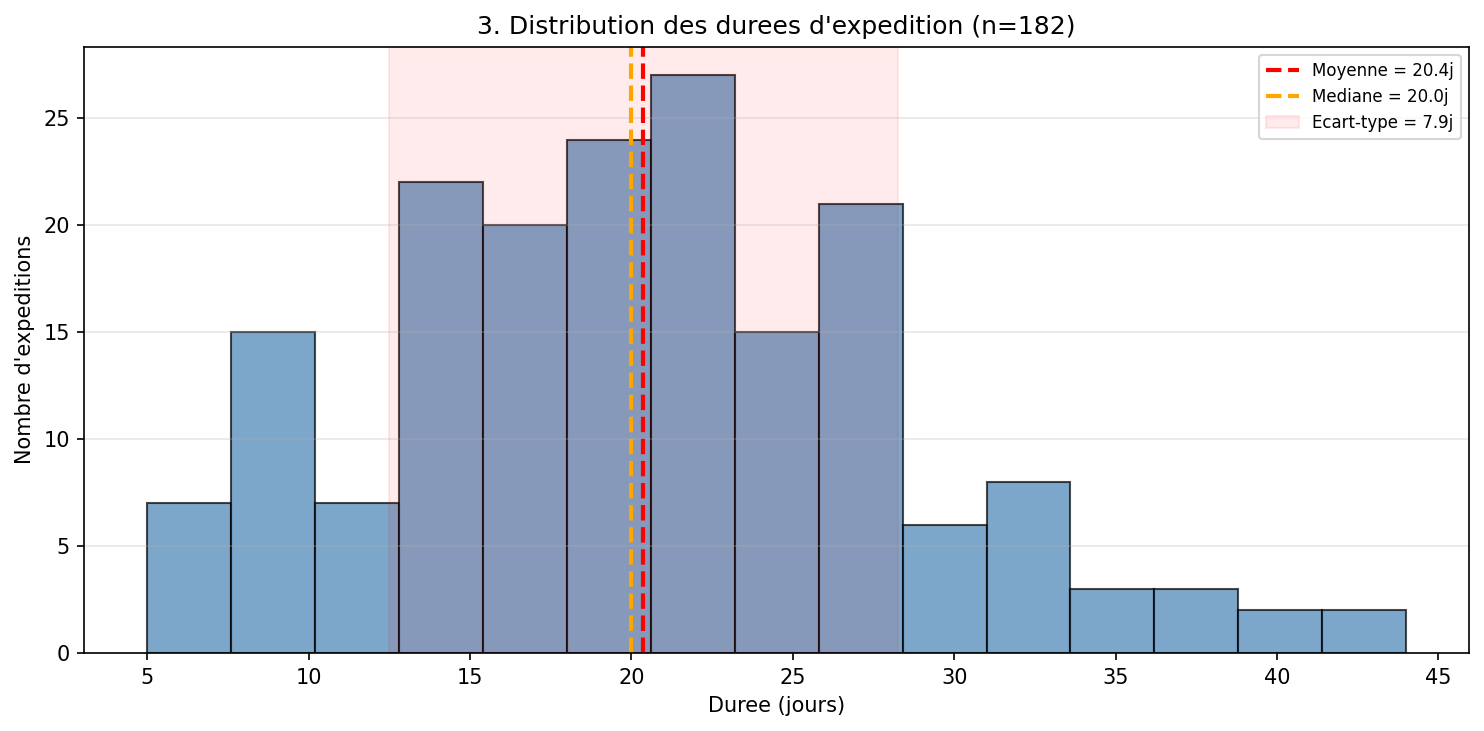 3. Distribution des durees d'expedition (n=182)
Moyenne = 20.4j
Mediane = 20.0j
Ecart-type = 7.9j
Nombre d'expeditions
25
20
15
10
5
0
5 10 15 20 25 30 35 40 45
Duree (jours)